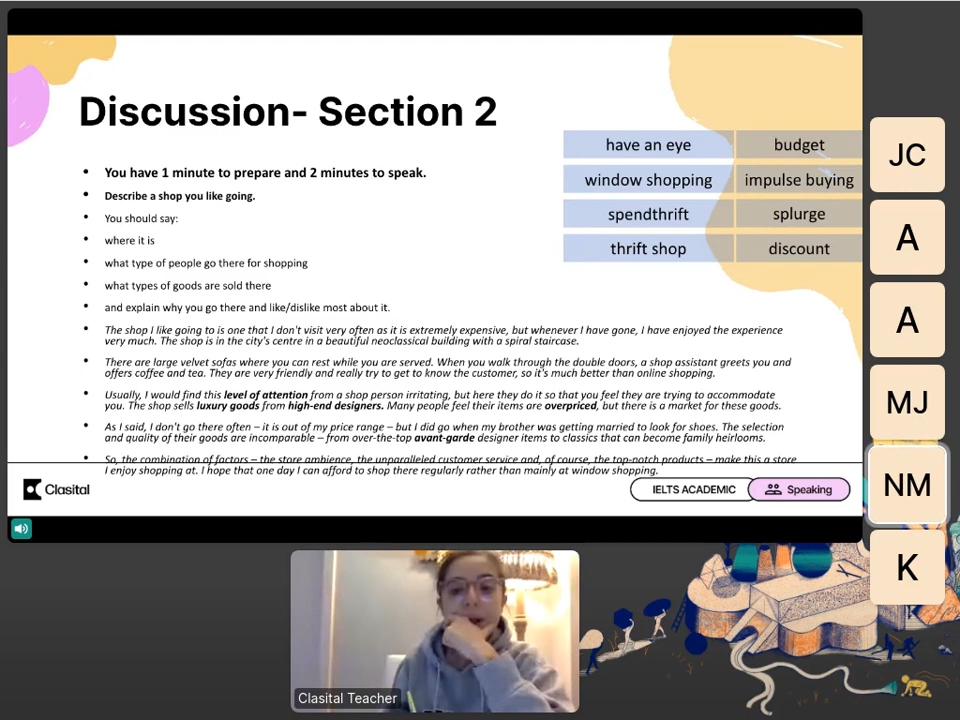 Discussion- Section 2
You have 1 minute to prepare and 2 minutes to speak.
Describe a shop you like going.
You should say:
where it is
what type of people go there for shopping
what types of goods are sold there
and explain why you go there and like/dislike most about it.
The shop I like going to is one that I don't visit very often as it is extremely expensive, but whenever I have gone, I have enjoyed the experience
very much. The shop is in the city's centre in a beautiful neoclassical building with a spiral staircase.
There are large velvet sofas where you can rest while you are served. When you walk through the double doors, a shop assistant greets you and
offers coffee and tea. They are very friendly and really try to get to know the customer, so it's much better than online shopping.
Usually, I would find this level of attention from a shop person irritating, but here they do it so that you feel they are trying to accommodate
you. The shop sells luxury goods from high-end designers. Many people feel their items are overpriced, but there is a market for these goods.
As I said, I don't go there often – it is out of my price range – but I did go when my brother was getting married to look for shoes. The selection
and quality of their goods are incomparable – from over-the-top avant-garde designer items to classics that can become family heirlooms.
So, the combination of factors – the store ambience, the unparalleled customer service and, of course, the top-notch products – make this a store
I enjoy shopping at. I hope that one day I can afford to shop there regularly rather than mainly at window shopping.
have an eye budget
window shopping impulse buying
spendthrift splurge
thrift shop discount
Clasital
IELTS ACADEMIC Speaking
JC
A
A
MJ
NM
K
Clasital Teacher